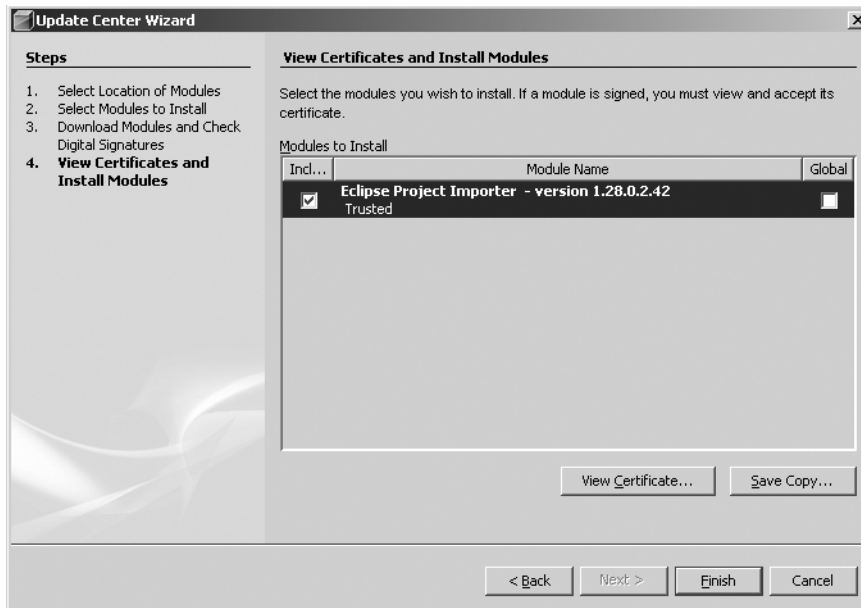 Update Center Wizard
Steps
1. Select Location of Modules
2. Select Modules to Install
3. Download Modules and Check
Digital Signatures
4. View Certificates and
Install Modules
View Certificates and Install Modules
Select the modules you wish to install. If a module is signed, you must view and accept its
certificate.
Modules to Install
Incl... Module Name Global
Eclipse Project Importer - version 1.28.0.2.42
Trusted
View Certificate... Save Copy...
< Back Next > Finish Cancel